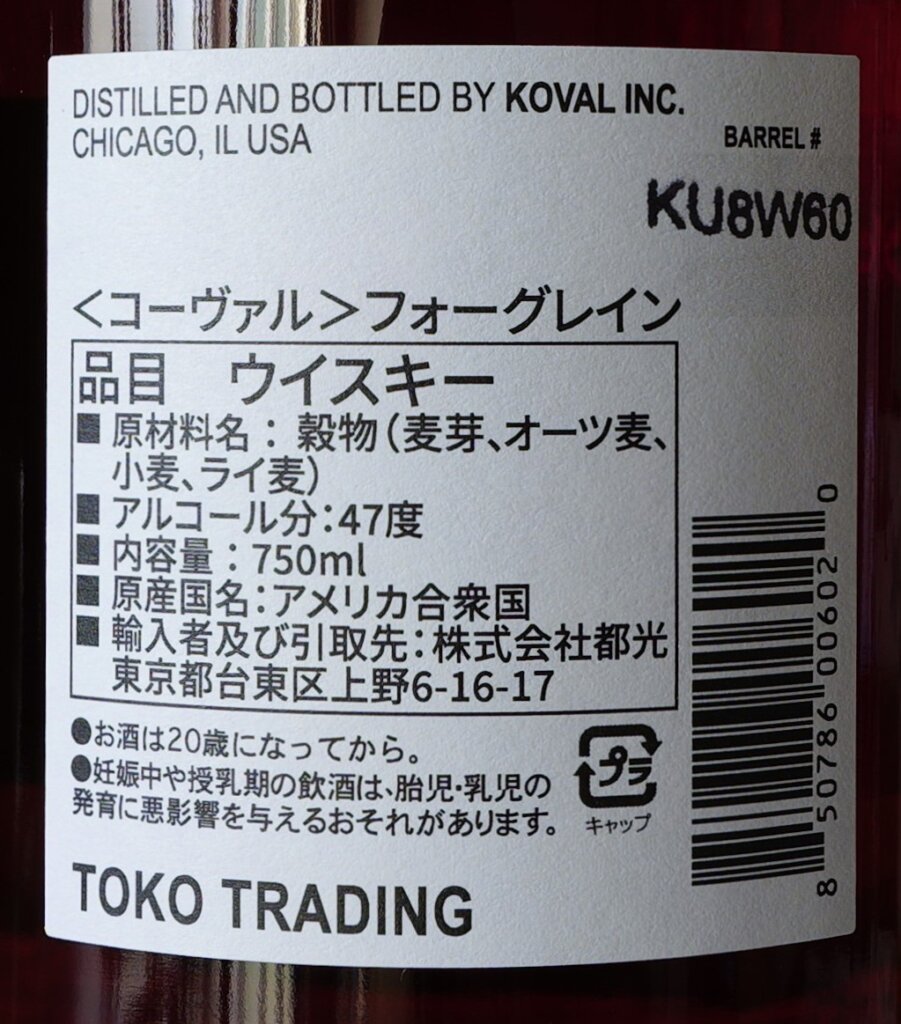 DISTILLED AND BOTTLED BY KOVAL INC.
CHICAGO, IL USA
BARREL #
KU8W60
＜コーヴァル＞フォーグレイン
品目　ウイスキー
■ 原材料名：穀物（麦芽、オーツ麦、
小麦、ライ麦）
■ アルコール分：47度
■ 内容量：750ml
■ 原産国名：アメリカ合衆国
■ 輸入者及び引取先：株式会社都光
東京都台東区上野6-16-17
●お酒は20歳になってから。
●妊娠中や授乳期の飲酒は、胎児・乳児の
発育に悪影響を与えるおそれがあります。
プラ
キャップ
8 50786 00602 0
TOKO TRADING